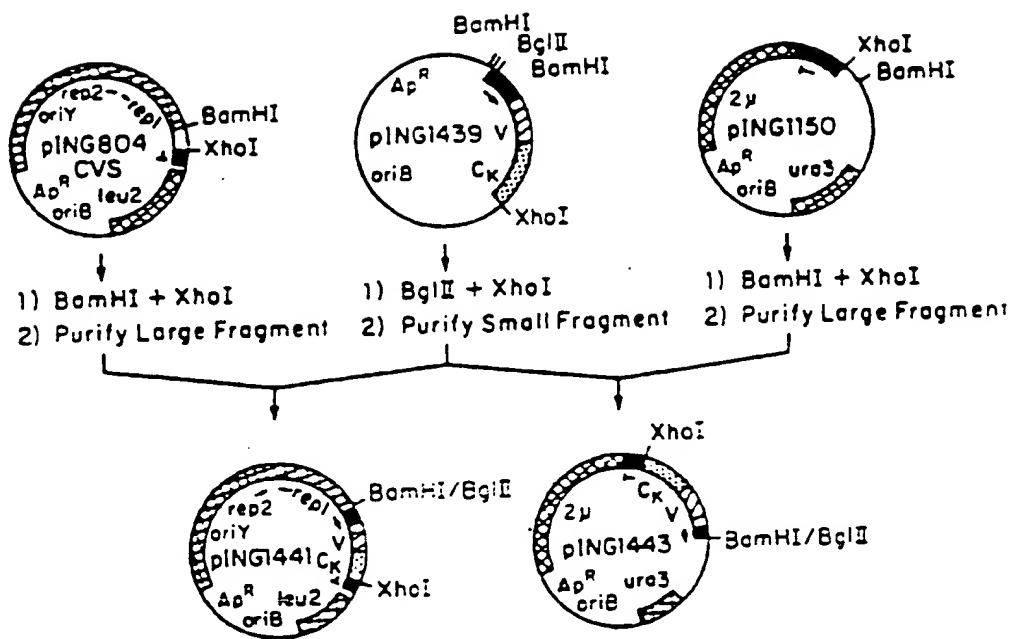 BamHI
BglII
BamHI
XhoI
BamHI
rep2
rep1
oriY
pING804
CVS
Ap^R
leu2
oriB
BamHI
XhoI
Ap^R
pING1439
V
oriB
C_K
XhoI
2μ
pING1150
Ap^R
ura3
oriB
1) BamHI + XhoI
2) Purify Large Fragment
1) BglII + XhoI
2) Purify Small Fragment
1) BamHI + XhoI
2) Purify Large Fragment
rep2
rep1
oriY
V
pING1441
C_K
Ap^R
leu2
oriB
BamHI/BglII
XhoI
XhoI
2μ
C_K
V
pING1443
Ap^R
ura3
oriB
BamHI/BglII